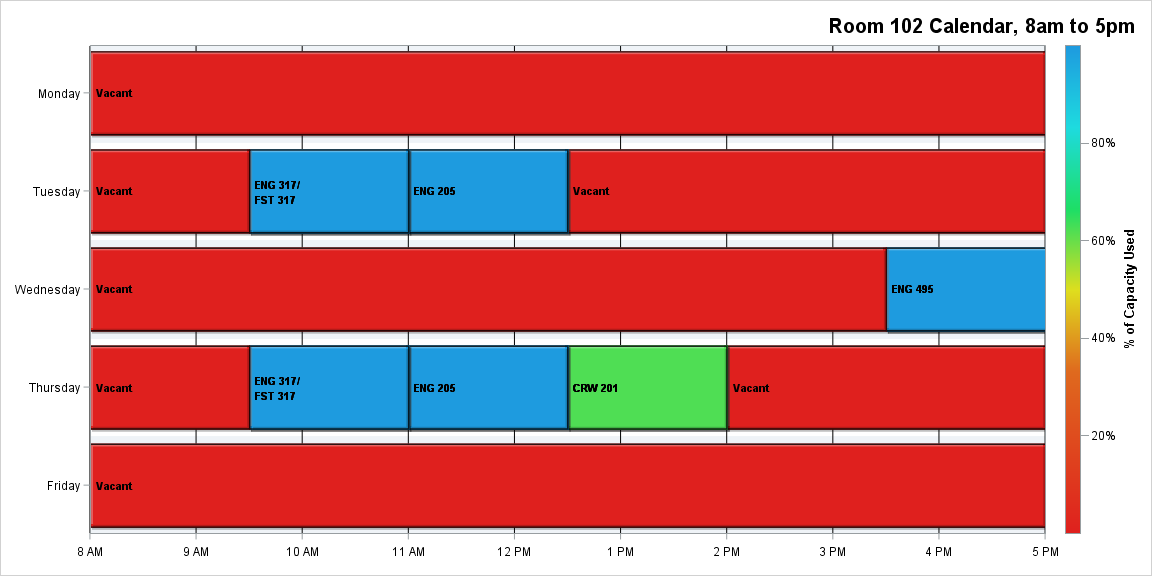 Room 102 Calendar, 8am to 5pm
Monday
Vacant
Tuesday
Vacant
ENG 317/
FST 317
ENG 205
Vacant
Wednesday
Vacant
ENG 495
Thursday
Vacant
ENG 317/
FST 317
ENG 205
CRW 201
Vacant
Friday
Vacant
8 AM
9 AM
10 AM
11 AM
12 PM
1 PM
2 PM
3 PM
4 PM
5 PM
80%
60%
40%
20%
% of Capacity Used